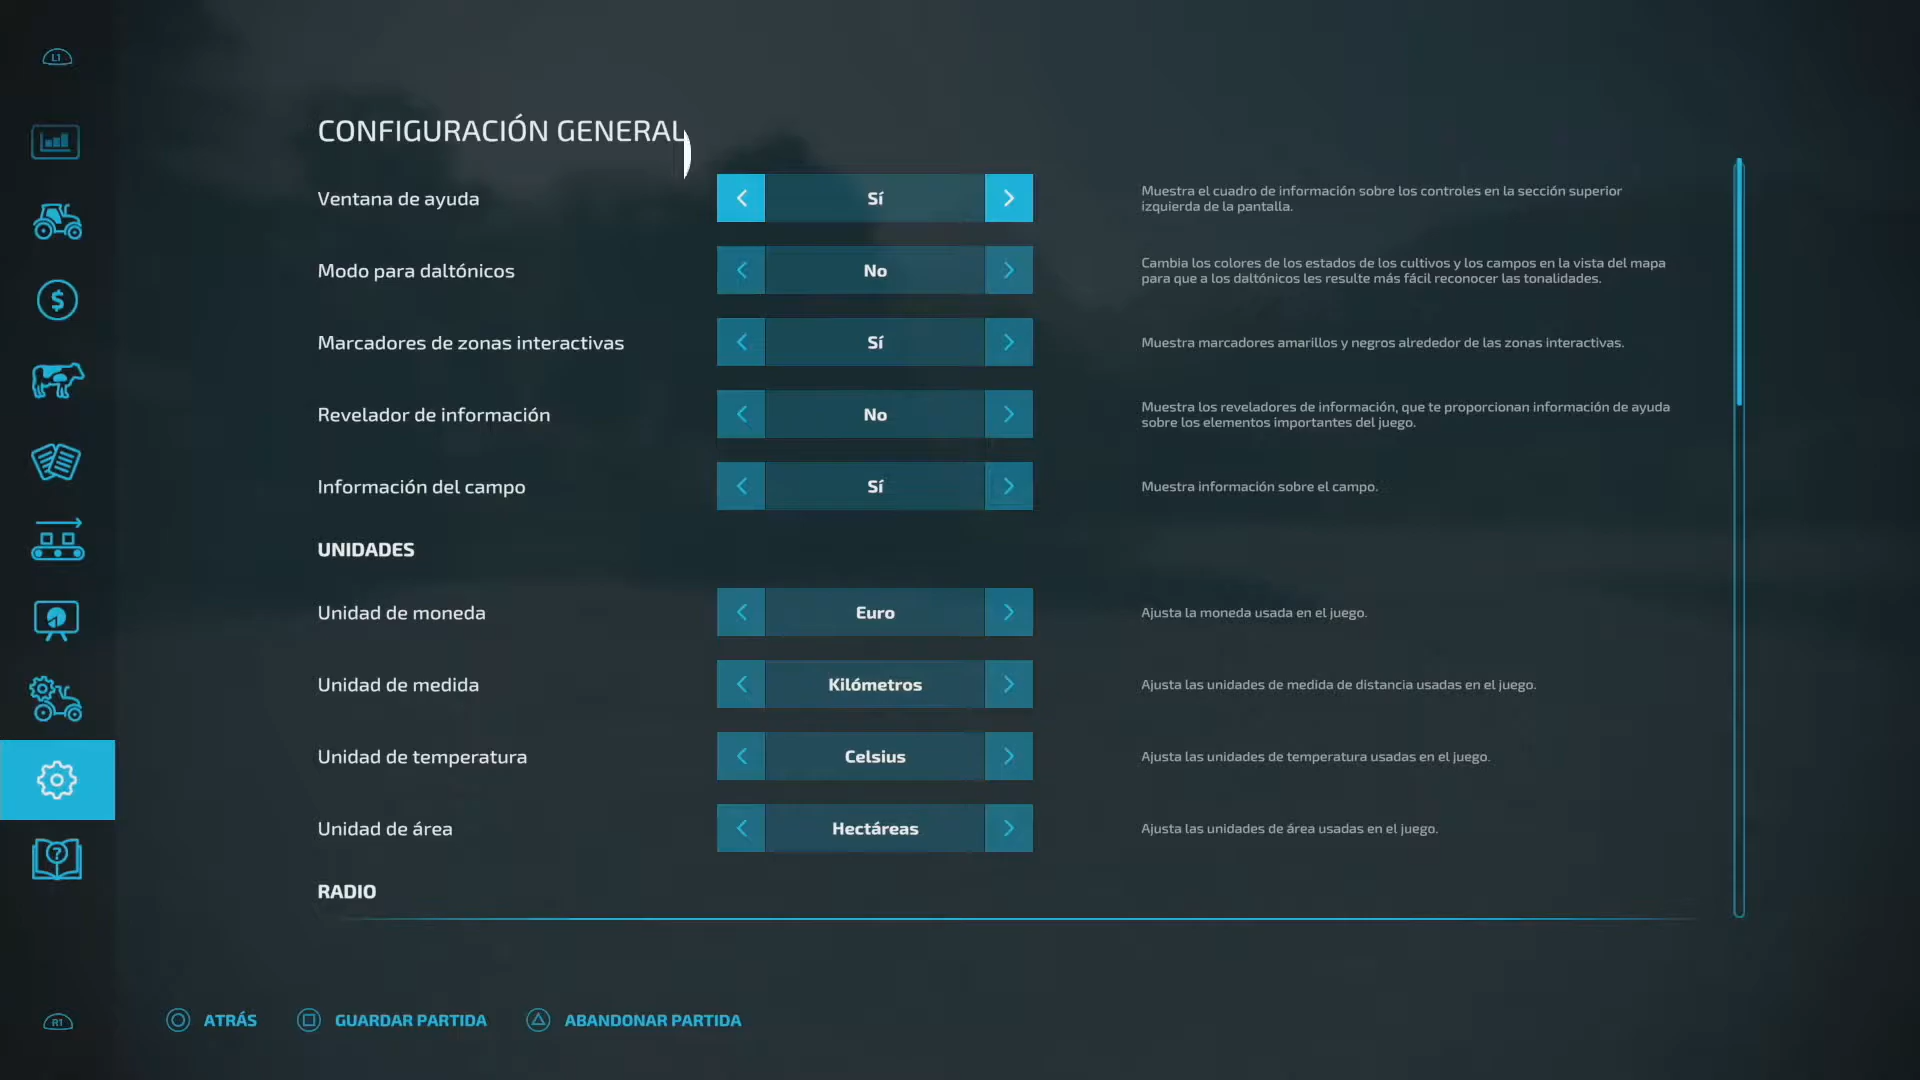 L1
CONFIGURACIÓN GENERAL
Ventana de ayuda
Sí
Muestra el cuadro de información sobre los controles en la sección superior
izquierda de la pantalla.
Modo para daltónicos
No
Cambia los colores de los estados de los cultivos y los campos en la vista del mapa
para que a los daltónicos les resulte más fácil reconocer las tonalidades.
Marcadores de zonas interactivas
Sí
Muestra marcadores amarillos y negros alrededor de las zonas interactivas.
Revelador de información
No
Muestra los reveladores de información, que te proporcionan información de ayuda
sobre los elementos importantes del juego.
Información del campo
Sí
Muestra información sobre el campo.
UNIDADES
Unidad de moneda
Euro
Ajusta la moneda usada en el juego.
Unidad de medida
Kilómetros
Ajusta las unidades de medida de distancia usadas en el juego.
Unidad de temperatura
Celsius
Ajusta las unidades de temperatura usadas en el juego.
Unidad de área
Hectáreas
Ajusta las unidades de área usadas en el juego.
RADIO
R1
ATRÁS
GUARDAR PARTIDA
ABANDONAR PARTIDA